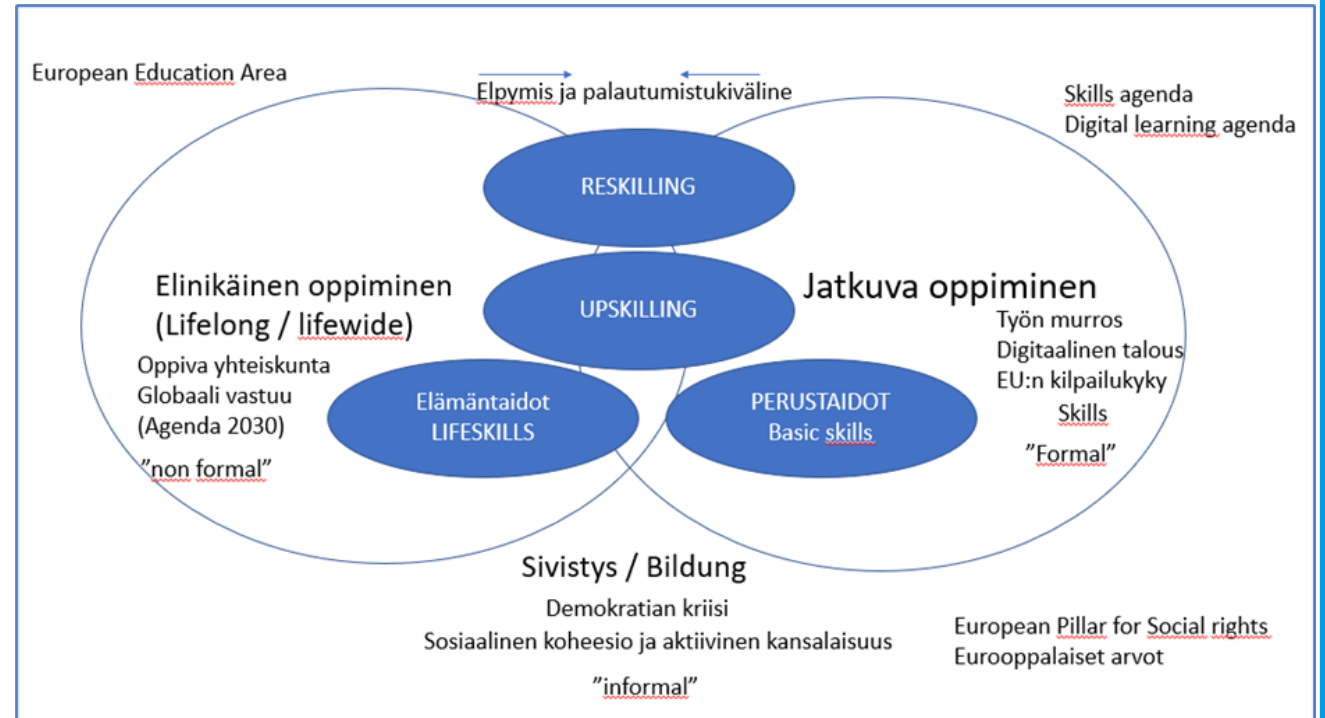 European Education Area
Elpymis ja palautumistukiväline
Skills agenda
Digital learning agenda
RESKILLING
Elinikäinen oppiminen
(Lifelong / lifewide)
UPSKILLING
Jatkuva oppiminen
Oppiva yhteiskunta
Globaali vastuu
(Agenda 2030)
”non formal”
Työn murros
Digitaalinen talous
EU:n kilpailukyky
Skills
”Formal”
Elämäntaidot
LIFESKILLS
PERUSTAIDOT
Basic skills
Sivistys / Bildung
Demokratian kriisi
Sosiaalinen koheesio ja aktiivinen kansalaisuus
”informal”
European Pillar for Social rights
Eurooppalaiset arvot